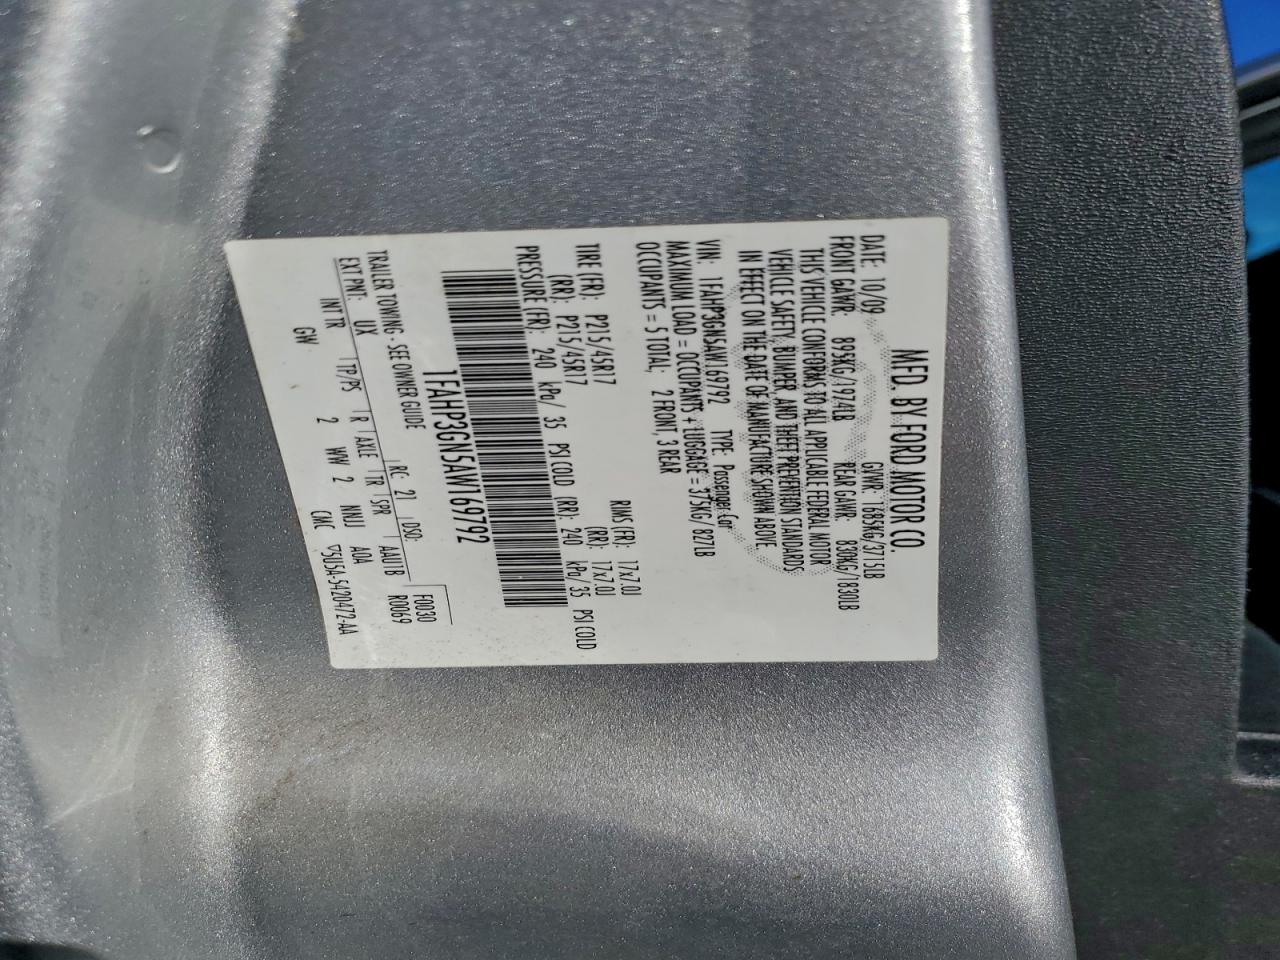 MFD. BY FORD MOTOR CO.
DATE: 10/09 GVWR: 1685KG/3715LB
FRONT GAWR: 895KG/1974LB REAR GAWR: 830KG/1830LB
THIS VEHICLE CONFORMS TO ALL APPLICABLE FEDERAL MOTOR
VEHICLE SAFETY, BUMPER, AND THEFT PREVENTION STANDARDS
IN EFFECT ON THE DATE OF MANUFACTURE SHOWN ABOVE.
VIN: 1FAHP3GN5AW169792 TYPE: Passenger Car
MAXIMUM LOAD = OCCUPANTS + LUGGAGE = 375KG/827LB
OCCUPANTS = 5 TOTAL; 2 FRONT, 3 REAR
TIRE (FR): P215/45R17 RIMS (FR): 17x7.0J
(RR): P215/45R17 (RR): 17x7.0J
PRESSURE (FR): 240 kPa/ 35 PSI COLD (RR): 240 kPa/35 PSI COLD
1FAHP3GN5AW169792
F0030
TRAILER TOWING - SEE OWNER GUIDE RC: 21 DSO: R0069
EXT PNT: UX
INT TR TP/PS R AXLE TR SPR AAU1B
GW 2 WW 2 NNJJ AOA
CMC 5L5A-5420472-AA